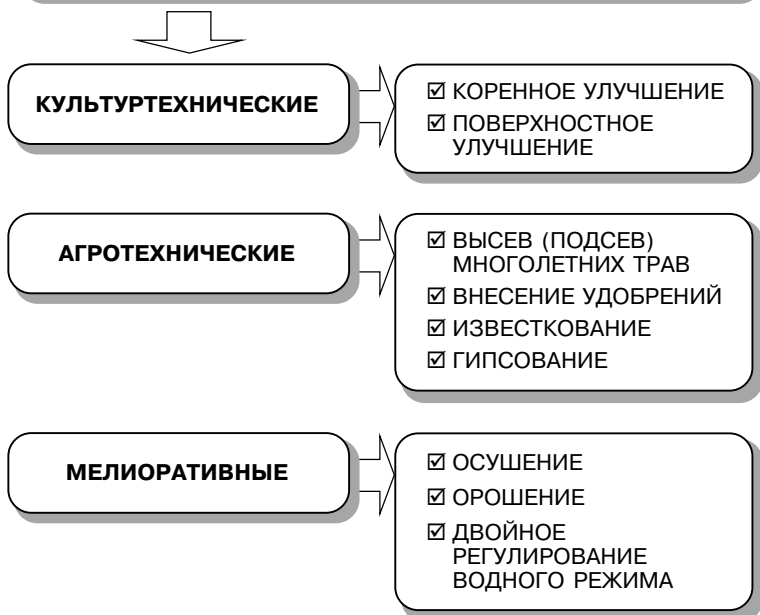 КУЛЬТУРТЕХНИЧЕСКИЕ
☑ КОРЕННОЕ УЛУЧШЕНИЕ
☑ ПОВЕРХНОСТНОЕ
УЛУЧШЕНИЕ
АГРОТЕХНИЧЕСКИЕ
☑ ВЫСЕВ (ПОДСЕВ)
МНОГОЛЕТНИХ ТРАВ
☑ ВНЕСЕНИЕ УДОБРЕНИЙ
☑ ИЗВЕСТКОВАНИЕ
☑ ГИПСОВАНИЕ
МЕЛИОРАТИВНЫЕ
☑ ОСУШЕНИЕ
☑ ОРОШЕНИЕ
☑ ДВОЙНОЕ
РЕГУЛИРОВАНИЕ
ВОДНОГО РЕЖИМА